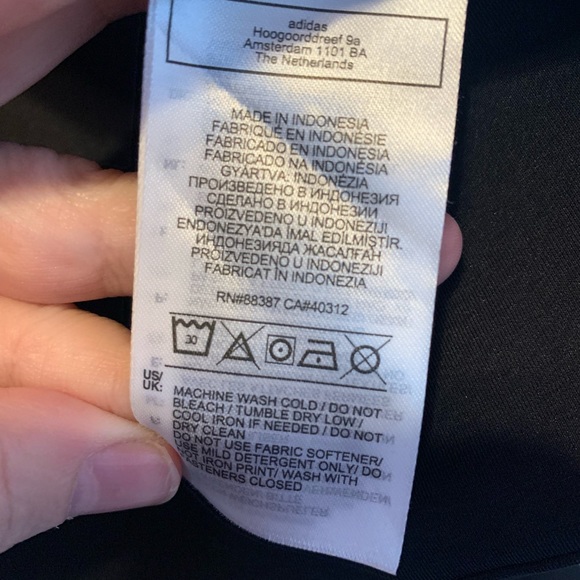 adidas
Hoogoorddreef 9a
Amsterdam 1101 BA
The Netherlands
MADE IN INDONESIA
FABRIQUÉ EN INDONÉSIE
FABRICADO EN INDONESIA
FABRICADO NA INDONÉSIA
GYÁRTVA: INDONÉZIA
ПРОИЗВЕДЕНО В ИНДОНЕЗИЯ
СДЕЛАНО В ИНДОНЕЗИИ
PROIZVEDENO U INDONEZIJI
ENDONEZYA'DA İMAL EDİLMİŞTİR.
ИНДОНЕЗИЯДА ЖАСАЛҒАН
PROIZVEDENO U INDONEZIJI
FABRICAT ÎN INDONEZIA
RN#88387 CA#40312
30
US/
UK:
MACHINE WASH COLD / DO NOT
BLEACH / TUMBLE DRY LOW /
COOL IRON IF NEEDED / DO NOT
DRY CLEAN
DO NOT USE FABRIC SOFTENER/
USE MILD DETERGENT ONLY/ DO
NOT IRON PRINT/ WASH WITH
FASTENERS CLOSED